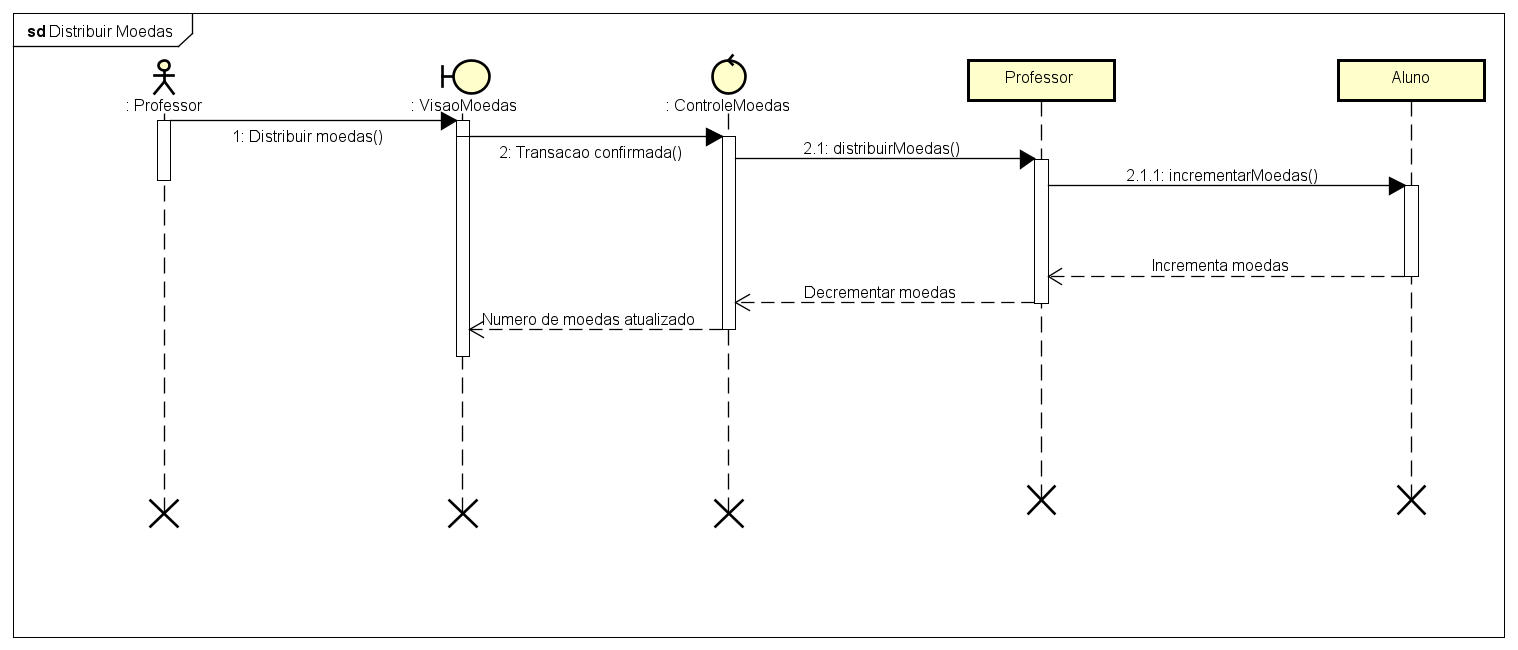 sd Distribuir Moedas
: Professor
: VisaoMoedas
: ControleMoedas
Professor
Aluno
1: Distribuir moedas()
2: Transacao confirmada()
2.1: distribuirMoedas()
2.1.1: incrementarMoedas()
Incrementa moedas
Decrementar moedas
Numero de moedas atualizado